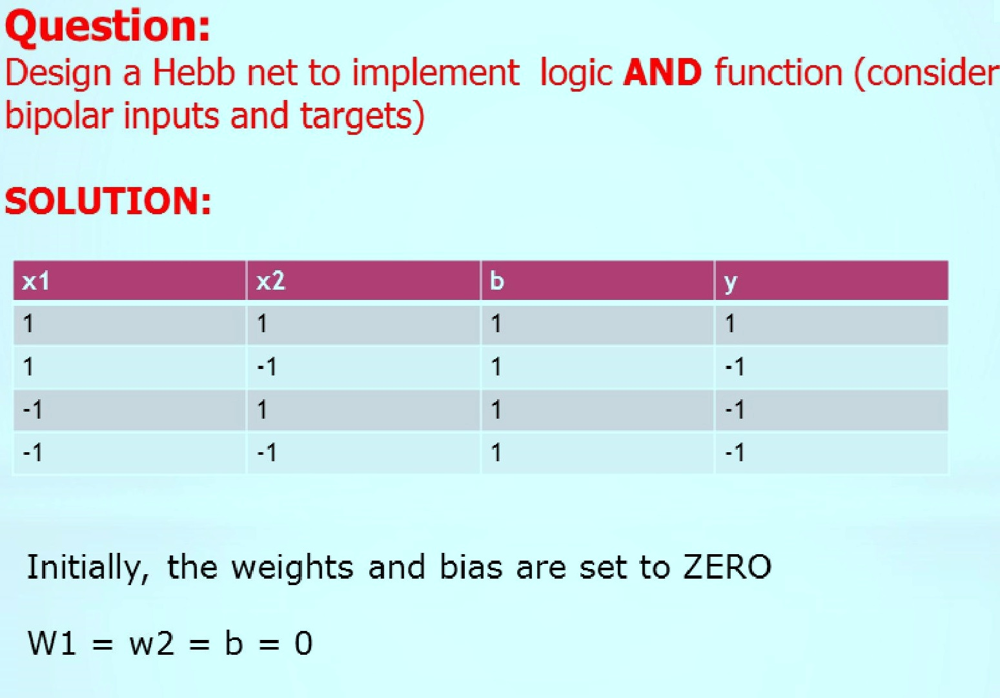 Question:
Design a Hebb net to implement logic AND function (consider
bipolar inputs and targets)
SOLUTION:
x1 x2 b y
1 1 1 1
1 -1 1 -1
-1 1 1 -1
-1 -1 1 -1
Initially, the weights and bias are set to ZERO
W1 = w2 = b = 0